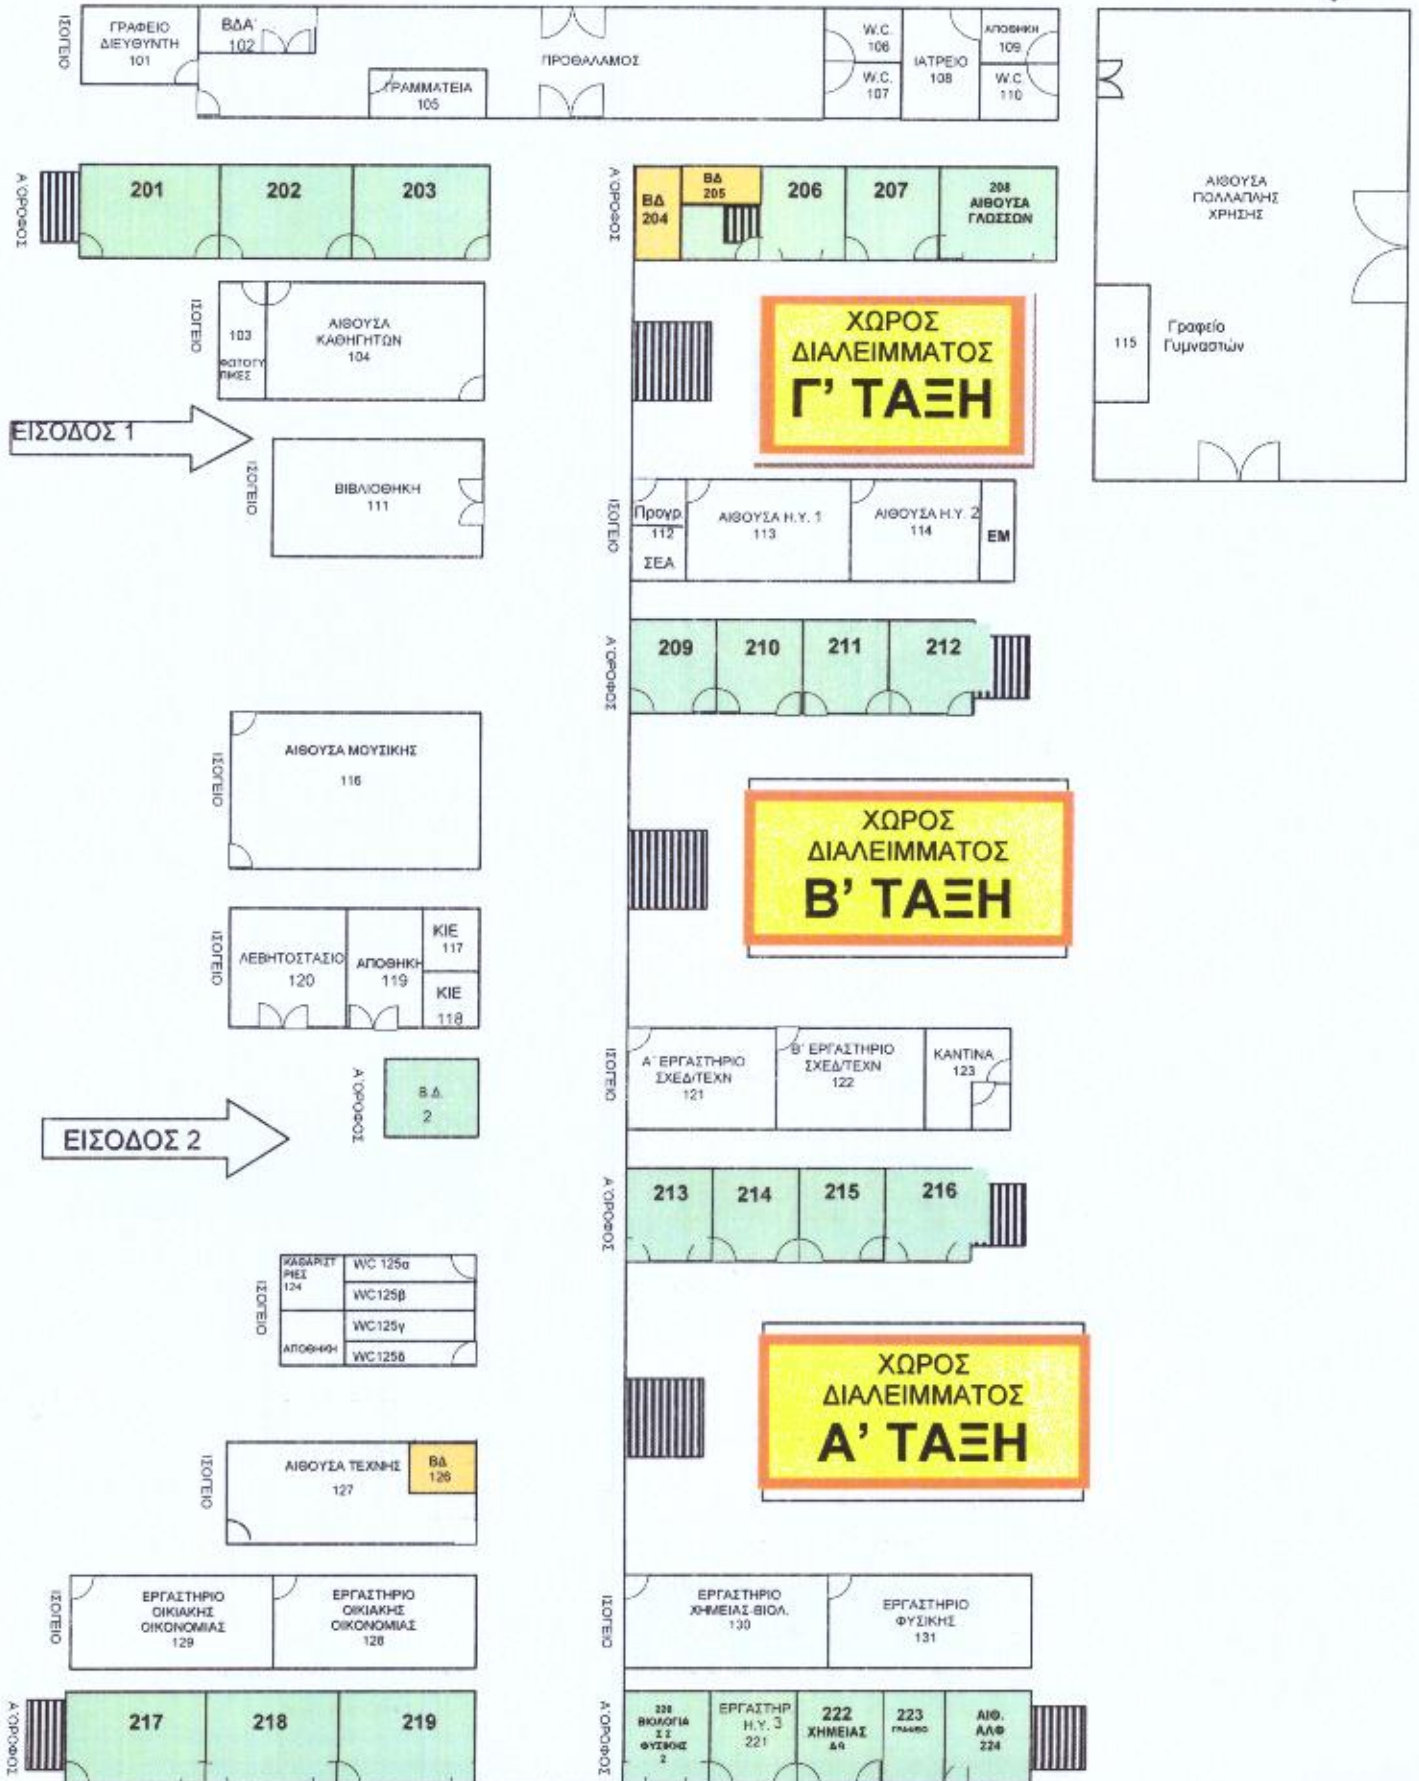 ΙΣΟΓΕΙΟ
ΓΡΑΦΕΙΟ
ΔΙΕΥΘΥΝΤΗ
101
ΒΔΑ'
102
ΓΡΑΜΜΑΤΕΙΑ
105
ΠΡΟΘΑΛΑΜΟΣ
W.C.
106
W.C.
107
ΙΑΤΡΕΙΟ
108
ΑΠΟΘΗΚΗ
109
W.C
110
Α'ΟΡΟΦΟΣ
201
202
203
Α'ΟΡΟΦΟΣ
ΒΔ
204
ΒΔ
205
206
207
208
ΑΙΘΟΥΣΑ
ΓΛΩΣΣΩΝ
ΑΙΘΟΥΣΑ
ΠΟΛΛΑΠΛΗΣ
ΧΡΗΣΗΣ
115
Γραφείο
Γυμναστών
ΙΣΟΓΕΙΟ
103
ΦΩΤΟΤΥ
ΠΙΚΕΣ
ΑΙΘΟΥΣΑ
ΚΑΘΗΓΗΤΩΝ
104
ΧΩΡΟΣ
ΔΙΑΛΕΙΜΜΑΤΟΣ
Γ' ΤΑΞΗ
ΕΙΣΟΔΟΣ 1
ΙΣΟΓΕΙΟ
ΒΙΒΛΙΟΘΗΚΗ
111
ΙΣΟΓΕΙΟ
Προγρ.
112
ΣΕΑ
ΑΙΘΟΥΣΑ Η.Υ. 1
113
ΑΙΘΟΥΣΑ Η.Υ. 2
114
ΕΜ
Α'ΟΡΟΦΟΣ
209
210
211
212
ΙΣΟΓΕΙΟ
ΑΙΘΟΥΣΑ ΜΟΥΣΙΚΗΣ
116
ΧΩΡΟΣ
ΔΙΑΛΕΙΜΜΑΤΟΣ
Β' ΤΑΞΗ
ΙΣΟΓΕΙΟ
ΛΕΒΗΤΟΣΤΑΣΙΟ
120
ΑΠΟΘΗΚΗ
119
ΚΙΕ
117
ΚΙΕ
118
ΙΣΟΓΕΙΟ
Α' ΕΡΓΑΣΤΗΡΙΟ
ΣΧΕΔ/ΤΕΧΝ
121
Β' ΕΡΓΑΣΤΗΡΙΟ
ΣΧΕΔ/ΤΕΧΝ
122
ΚΑΝΤΙΝΑ
123
Α'ΟΡΟΦΟΣ
Β.Δ.
2
ΕΙΣΟΔΟΣ 2
Α'ΟΡΟΦΟΣ
213
214
215
216
ΙΣΟΓΕΙΟ
ΚΑΘΑΡΙΣΤ
ΡΙΕΣ
124
ΑΠΟΘΗΚΗ
WC 125α
WC125β
WC125γ
WC125δ
ΧΩΡΟΣ
ΔΙΑΛΕΙΜΜΑΤΟΣ
Α' ΤΑΞΗ
ΙΣΟΓΕΙΟ
ΑΙΘΟΥΣΑ ΤΕΧΝΗΣ
127
ΒΔ
126
ΙΣΟΓΕΙΟ
ΕΡΓΑΣΤΗΡΙΟ
ΟΙΚΙΑΚΗΣ
ΟΙΚΟΝΟΜΙΑΣ
129
ΕΡΓΑΣΤΗΡΙΟ
ΟΙΚΙΑΚΗΣ
ΟΙΚΟΝΟΜΙΑΣ
128
ΙΣΟΓΕΙΟ
ΕΡΓΑΣΤΗΡΙΟ
ΧΗΜΕΙΑΣ-ΒΙΟΛ.
130
ΕΡΓΑΣΤΗΡΙΟ
ΦΥΣΙΚΗΣ
131
Α'ΟΡΟΦΟΣ
217
218
219
Α'ΟΡΟΦΟΣ
220
ΒΙΟΛΟΓΙΑ
Σ Σ
ΦΥΣΙΚΗΣ
2
ΕΡΓΑΣΤΗΡ
Η.Υ. 3
221
222
ΧΗΜΕΙΑΣ
223
ΓΡΑΦΕΙΟ
ΑΙΘ.
ΑΛΦ
224